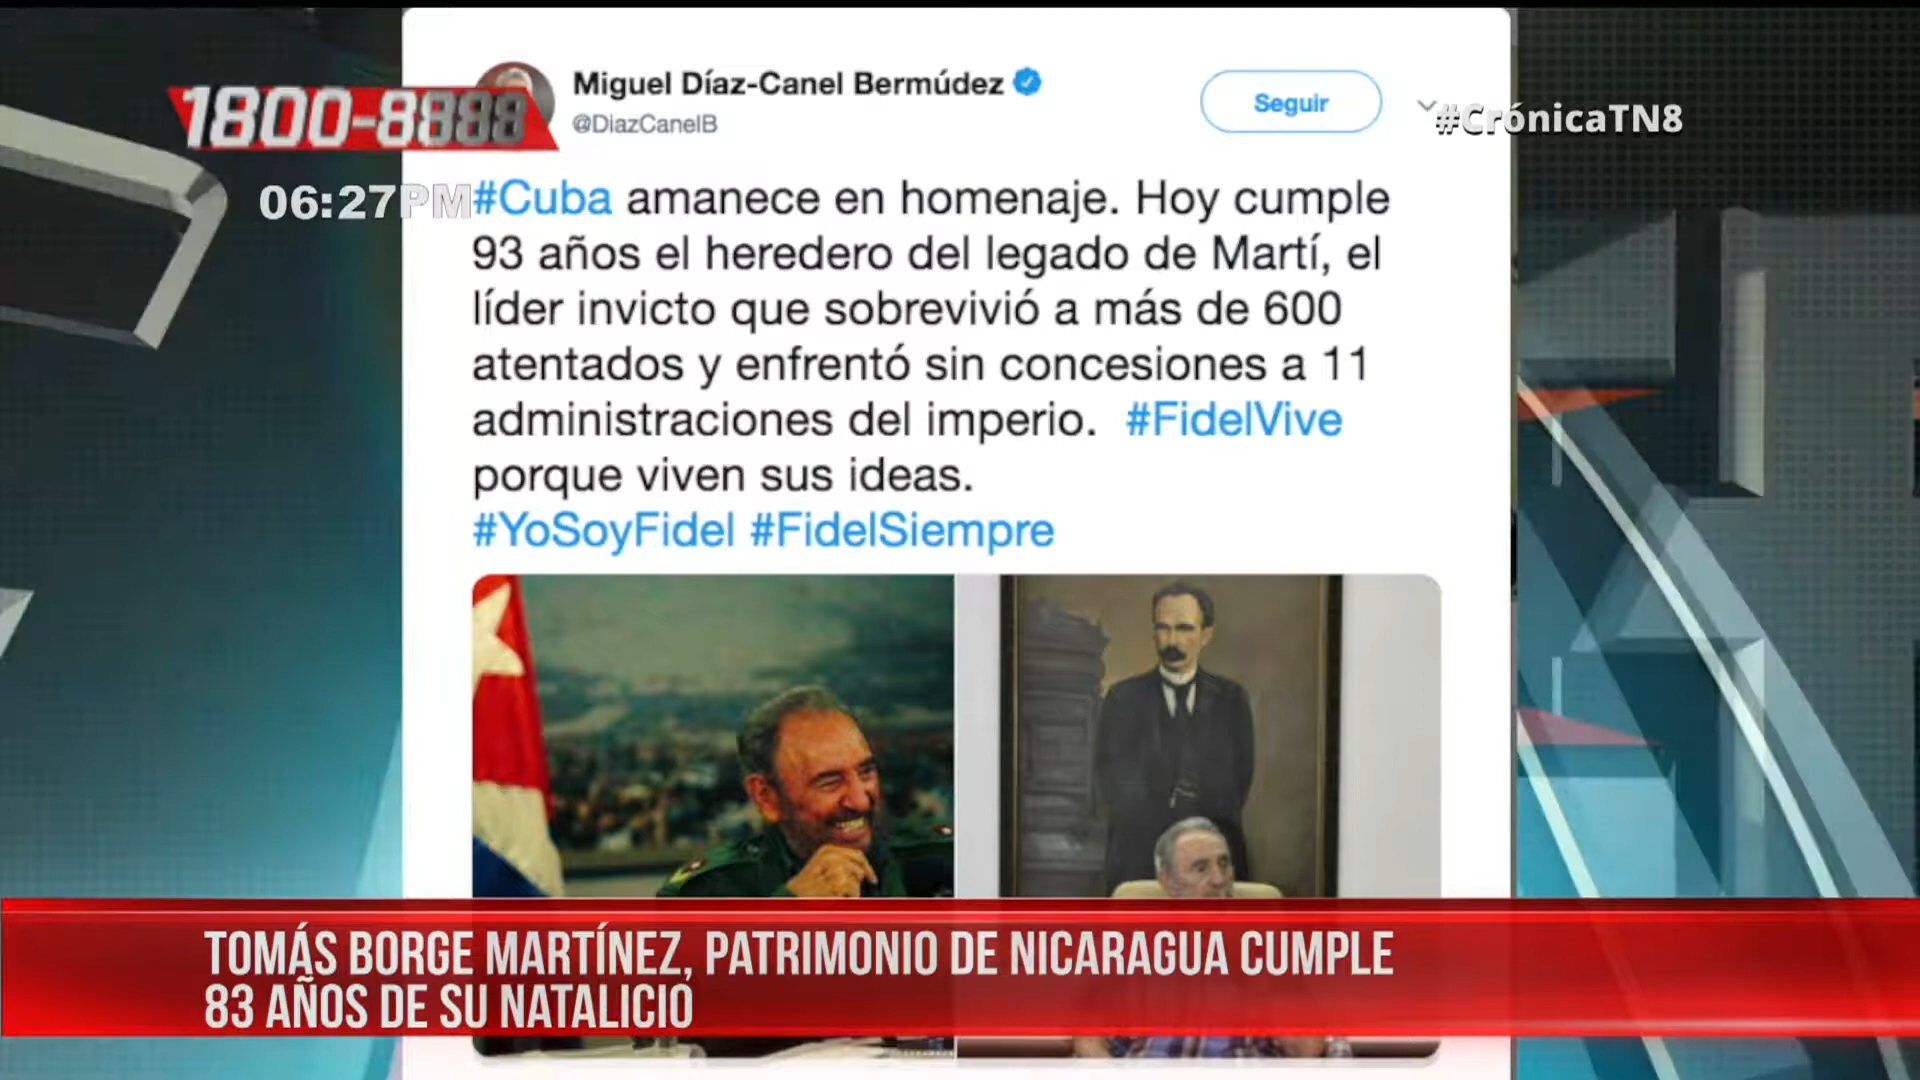 1800-8888
Miguel Díaz-Canel Bermúdez
@DiazCanelB
Seguir
#CrónicaTN8
06:27PM
#Cuba amanece en homenaje. Hoy cumple
93 años el heredero del legado de Martí, el
líder invicto que sobrevivió a más de 600
atentados y enfrentó sin concesiones a 11
administraciones del imperio. #FidelVive
porque viven sus ideas.
#YoSoyFidel #FidelSiempre
TOMÁS BORGE MARTÍNEZ, PATRIMONIO DE NICARAGUA CUMPLE
83 AÑOS DE SU NATALICIO